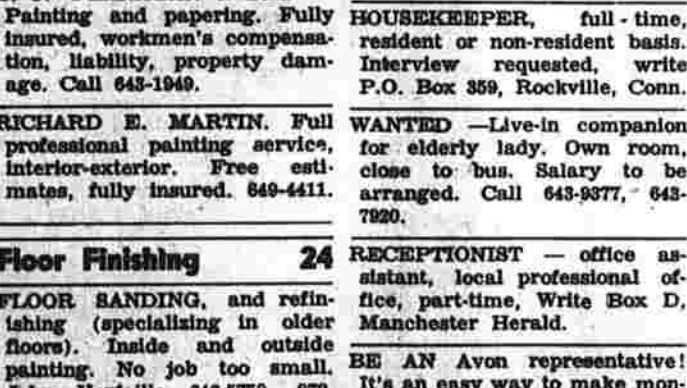 Painting and papering. Fully
insured, workmen's compensa-
tion, liability, property dam-
age. Call 643-1949.
RICHARD E. MARTIN. Full
professional painting service,
interior-exterior. Free esti-
mates, fully insured. 649-4411.
Floor Finishing 24
FLOOR SANDING, and refin-
ishing (specializing in older
floors). Inside and outside
painting. No job too small.
HOUSEKEEPER, full-time,
resident or non-resident basis.
Interview requested, write
P.O. Box 359, Rockville, Conn.
WANTED —Live-in companion
for elderly lady. Own room,
close to bus. Salary to be
arranged. Call 643-9377, 643-
7920.
RECEPTIONIST — office as-
sistant, local professional of-
fice, part-time, Write Box D,
Manchester Herald.
BE AN Avon representative!
It's an easy way to make mon-